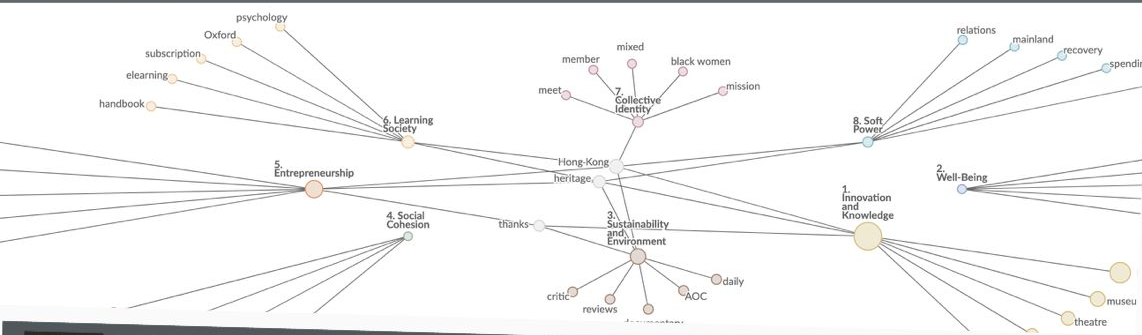 psychology
Oxford
subscription
elearning
handbook
6. Learning
Society
5.
Entrepreneurship
4. Social
Cohesion
mixed
member
black women
meet
mission
7.
Collective
Identity
Hong-Kong
heritage
thanks
3.
Sustainability
and
Environment
daily
critic
AOC
reviews
relations
mainland
recovery
8. Soft
Power
2.
Well-Being
1.
Innovation
and
Knowledge
museu
theatre